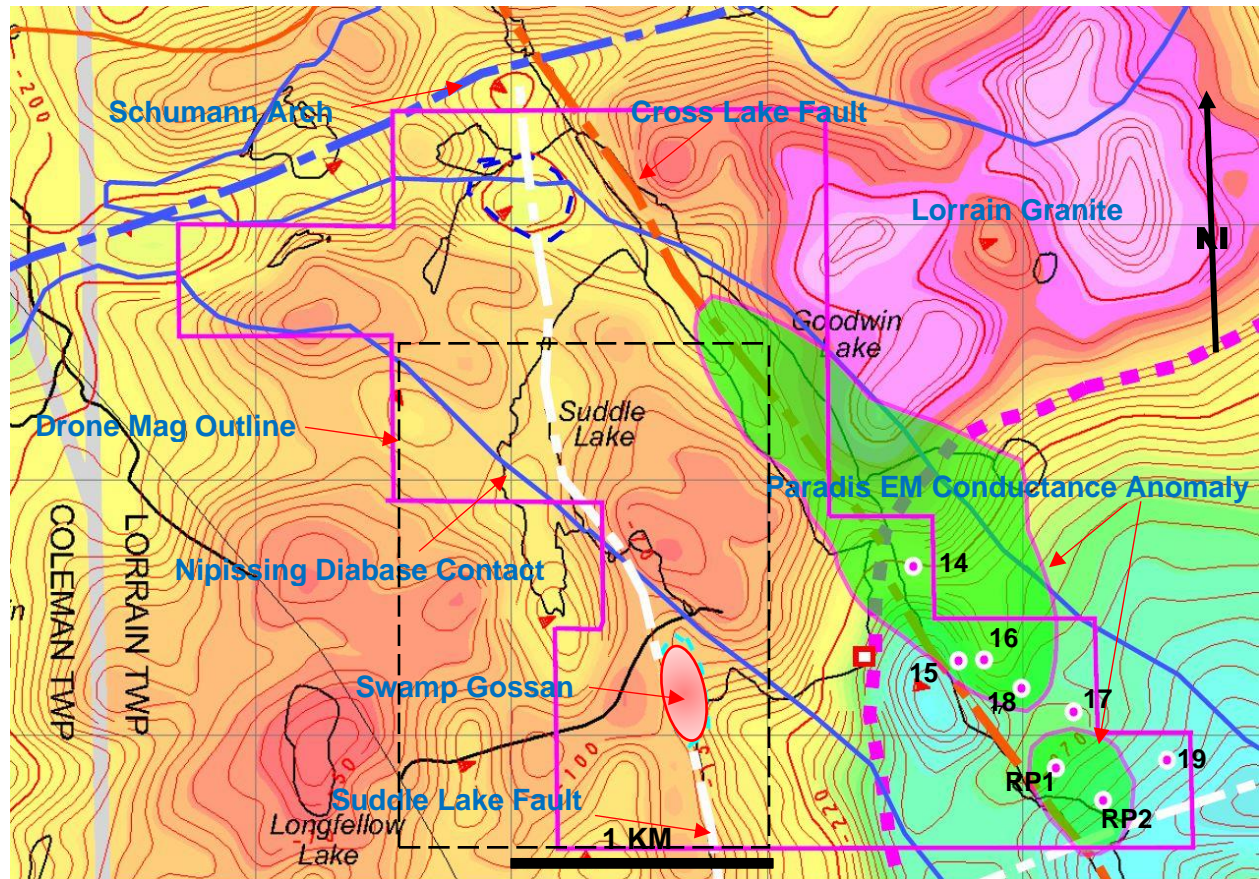 -200
Schumann Arch
Cross Lake Fault
Lorrain Granite
N
Goodwin
Lake
Suddle
Lake
Drone Mag Outline
Paradis EM Conductance Anomaly
COLEMAN TWP
LORRAIN TWP
Nipissing Diabase Contact
14
16
15
18
17
Swamp Gossan
19
RP1
RP2
-100
-220
Suddle Lake Fault
Longfellow
Lake
1 KM